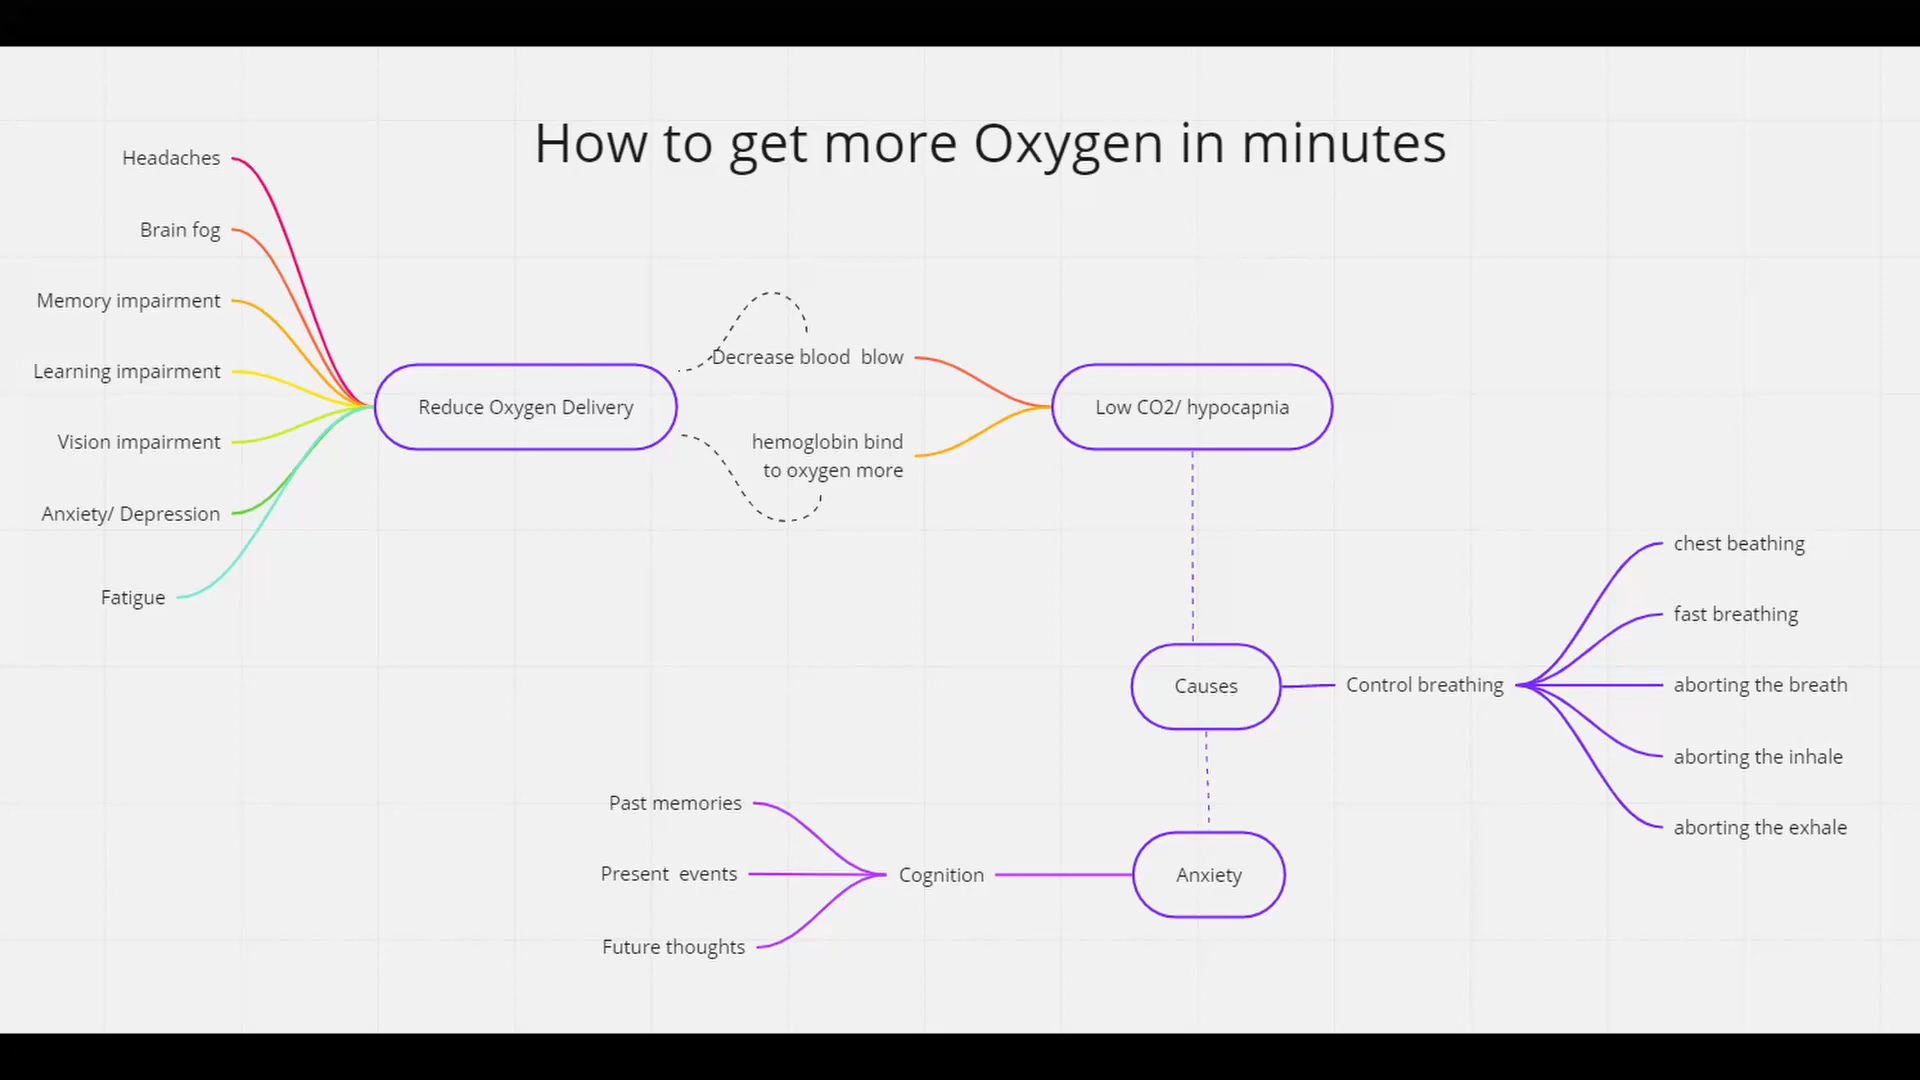 How to get more Oxygen in minutes
Headaches
Brain fog
Memory impairment
Learning impairment
Vision impairment
Anxiety/ Depression
Fatigue
Reduce Oxygen Delivery
Decrease blood  blow
hemoglobin bind
to oxygen more
Low CO2/ hypocapnia
Causes
Control breathing
chest beathing
fast breathing
aborting the breath
aborting the inhale
aborting the exhale
Anxiety
Cognition
Past memories
Present  events
Future thoughts